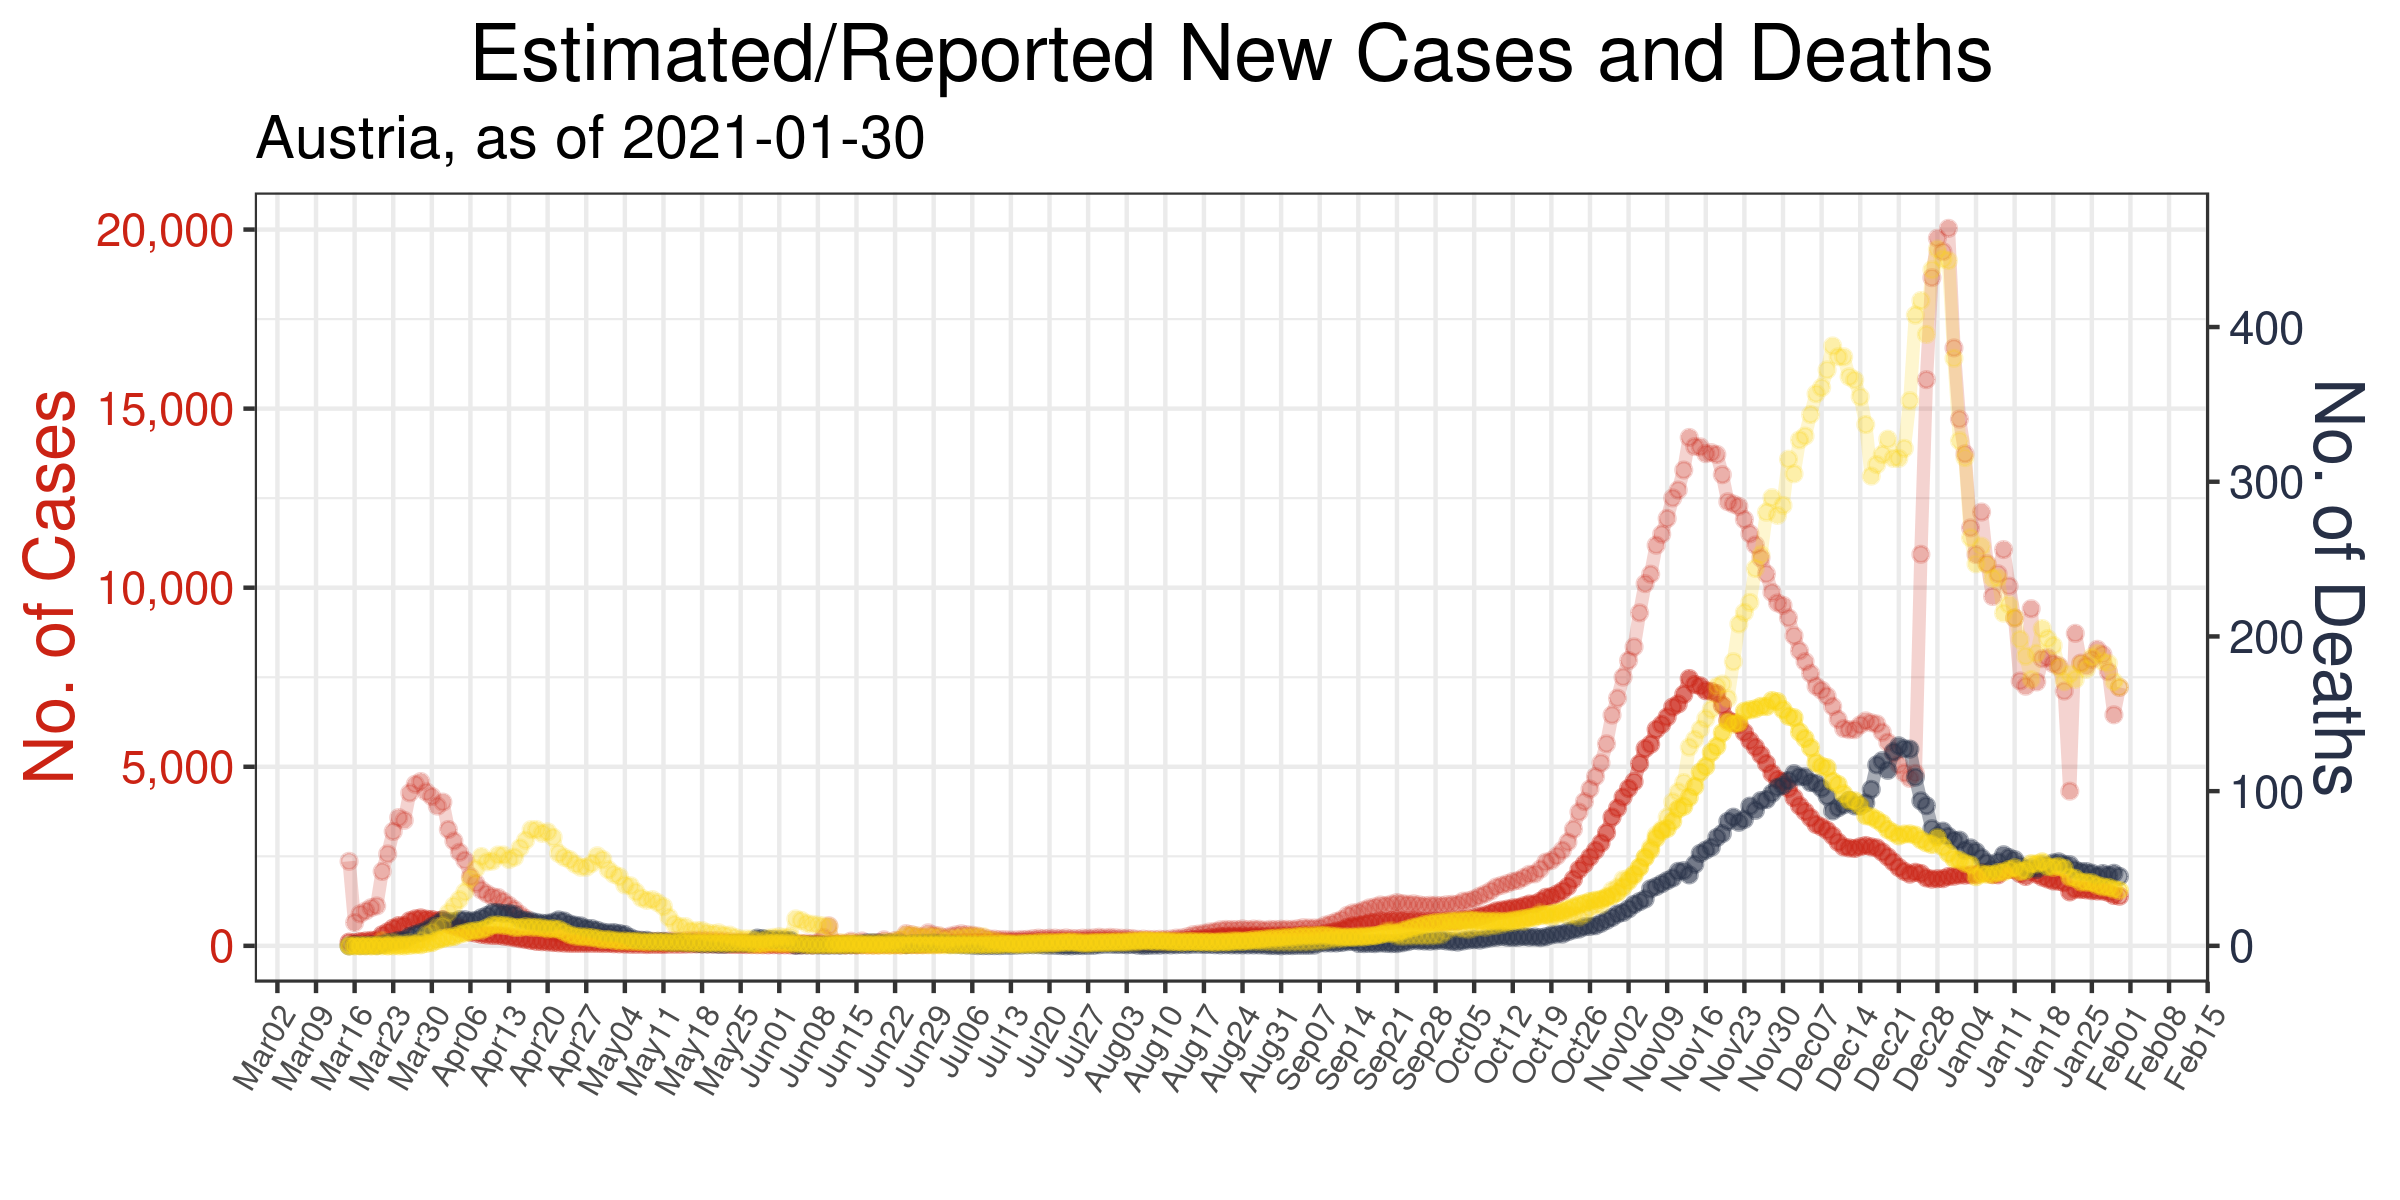 Estimated/Reported New Cases and Deaths
Austria, as of 2021-01-30
No. of Cases
20,000
15,000
10,000
5,000
0
400
300
200
100
0
No. of Deaths
Mar02
Mar09
Mar16
Mar23
Mar30
Apr06
Apr13
Apr20
Apr27
May04
May11
May18
May25
Jun01
Jun08
Jun15
Jun22
Jun29
Jul06
Jul13
Jul20
Jul27
Aug03
Aug10
Aug17
Aug24
Aug31
Sep07
Sep14
Sep21
Sep28
Oct05
Oct12
Oct19
Oct26
Nov02
Nov09
Nov16
Nov23
Nov30
Dec07
Dec14
Dec21
Dec28
Jan04
Jan11
Jan18
Jan25
Feb01
Feb08
Feb15